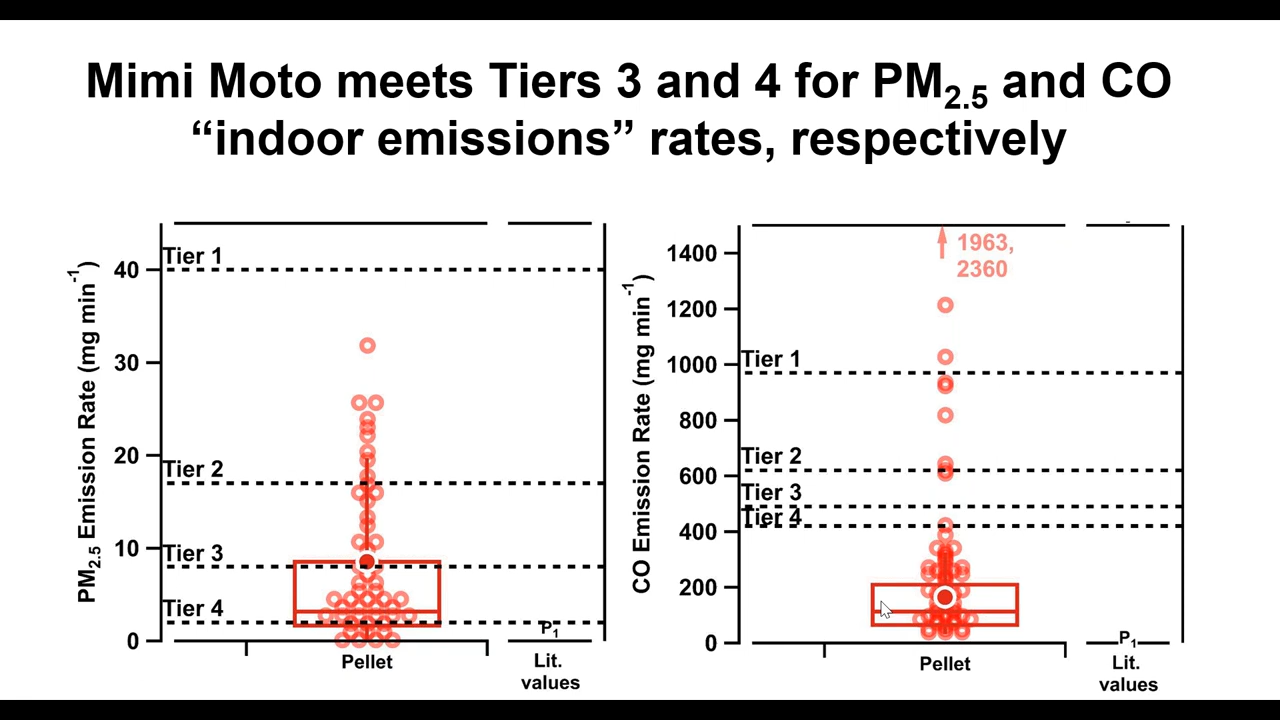 Mimi Moto meets Tiers 3 and 4 for PM2.5 and CO
“indoor emissions” rates, respectively
PM2.5 Emission Rate (mg min-1)
40
30
20
10
0
Tier 1
Tier 2
Tier 3
Tier 4
P1
Pellet
Lit.
values
CO Emission Rate (mg min-1)
1400
1200
1000
800
600
400
200
0
1963,
2360
Tier 1
Tier 2
Tier 3
Tier 4
P1
Pellet
Lit.
values